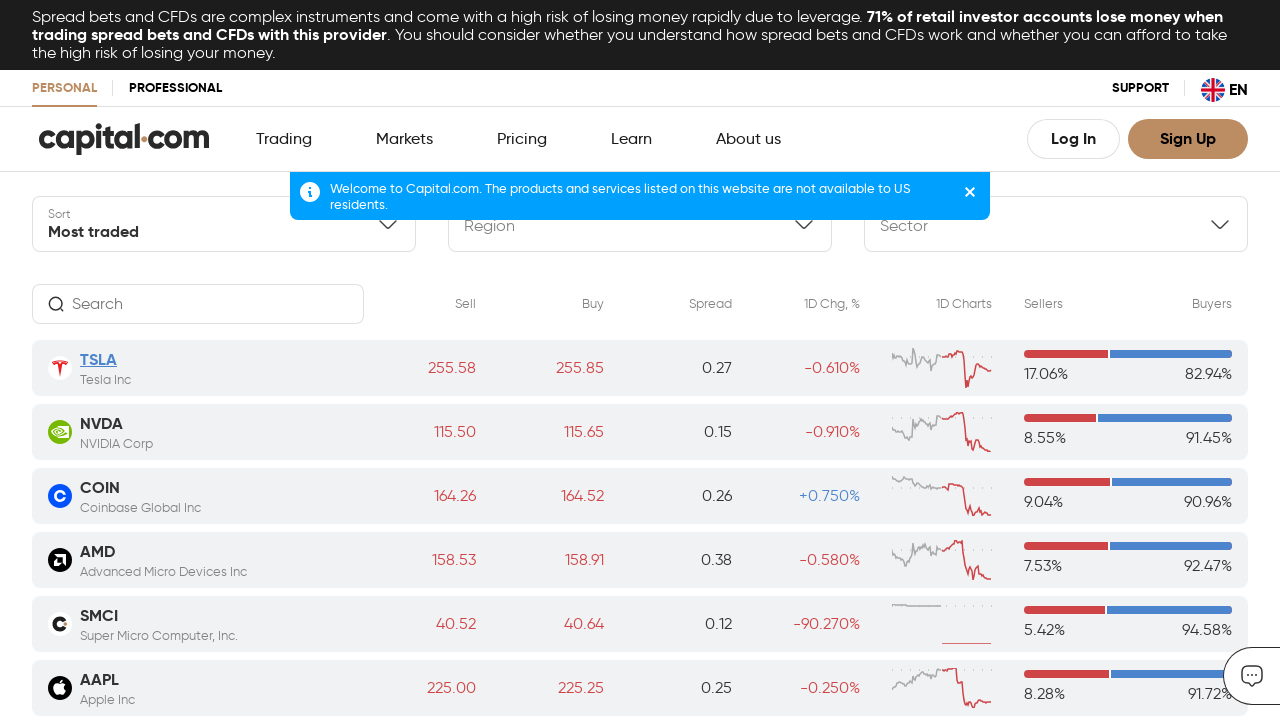 Spread bets and CFDs are complex instruments and come with a high risk of losing money rapidly due to leverage. 71% of retail investor accounts lose money when
trading spread bets and CFDs with this provider. You should consider whether you understand how spread bets and CFDs work and whether you can afford to take
the high risk of losing your money.
PERSONAL PROFESSIONAL SUPPORT EN
capital.com Trading Markets Pricing Learn About us Log In Sign Up
Welcome to Capital.com. The products and services listed on this website are not available to US
residents.
Sort
Most traded Region Sector
Search Sell Buy Spread 1D Chg, % 1D Charts Sellers Buyers
TSLA
Tesla Inc 255.58 255.85 0.27 -0.610% 17.06% 82.94%
NVDA
NVIDIA Corp 115.50 115.65 0.15 -0.910% 8.55% 91.45%
COIN
Coinbase Global Inc 164.26 164.52 0.26 +0.750% 9.04% 90.96%
AMD
Advanced Micro Devices Inc 158.53 158.91 0.38 -0.580% 7.53% 92.47%
SMCI
Super Micro Computer, Inc. 40.52 40.64 0.12 -90.270% 5.42% 94.58%
AAPL
Apple Inc 225.00 225.25 0.25 -0.250% 8.28% 91.72%